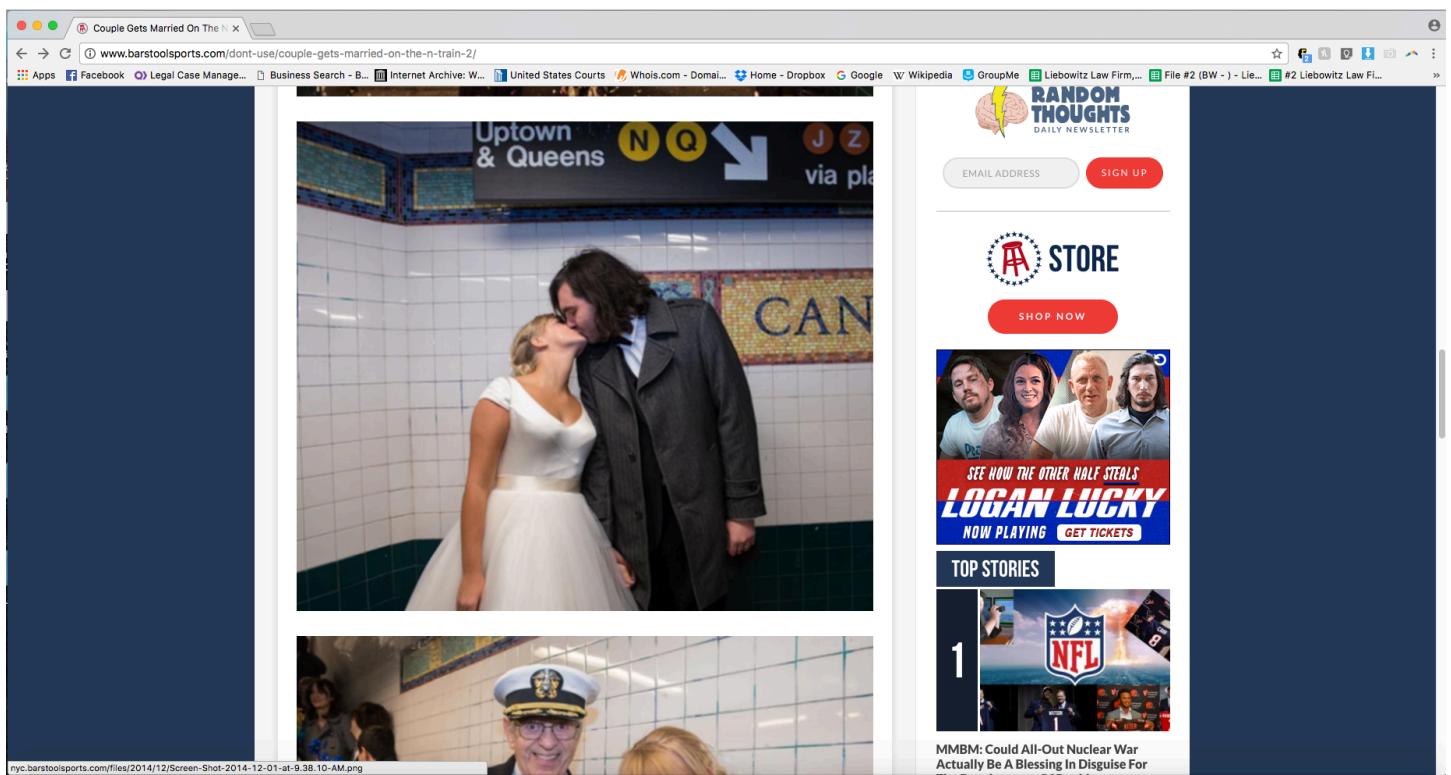 Couple Gets Married On The N
www.barstoolsports.com/dont-use/couple-gets-married-on-the-n-train-2/
Apps Facebook Legal Case Manage... Business Search - B... Internet Archive: W... United States Courts Whois.com - Domai... Home - Dropbox Google Wikipedia GroupMe Liebowitz Law Firm,... File #2 (BW - ) - Lie... #2 Liebowitz Law Fi... »
Uptown
& Queens
N Q
J Z
via pla
CAN
RANDOM
THOUGHTS
DAILY NEWSLETTER
EMAIL ADDRESS SIGN UP
STORE
SHOP NOW
SEE HOW THE OTHER HALF STEALS
LOGAN LUCKY
NOW PLAYING GET TICKETS
TOP STORIES
1
NFL
MMBM: Could All-Out Nuclear War
Actually Be A Blessing In Disguise For
nyc.barstoolsports.com/files/2014/12/Screen-Shot-2014-12-01-at-9.38.10-AM.png